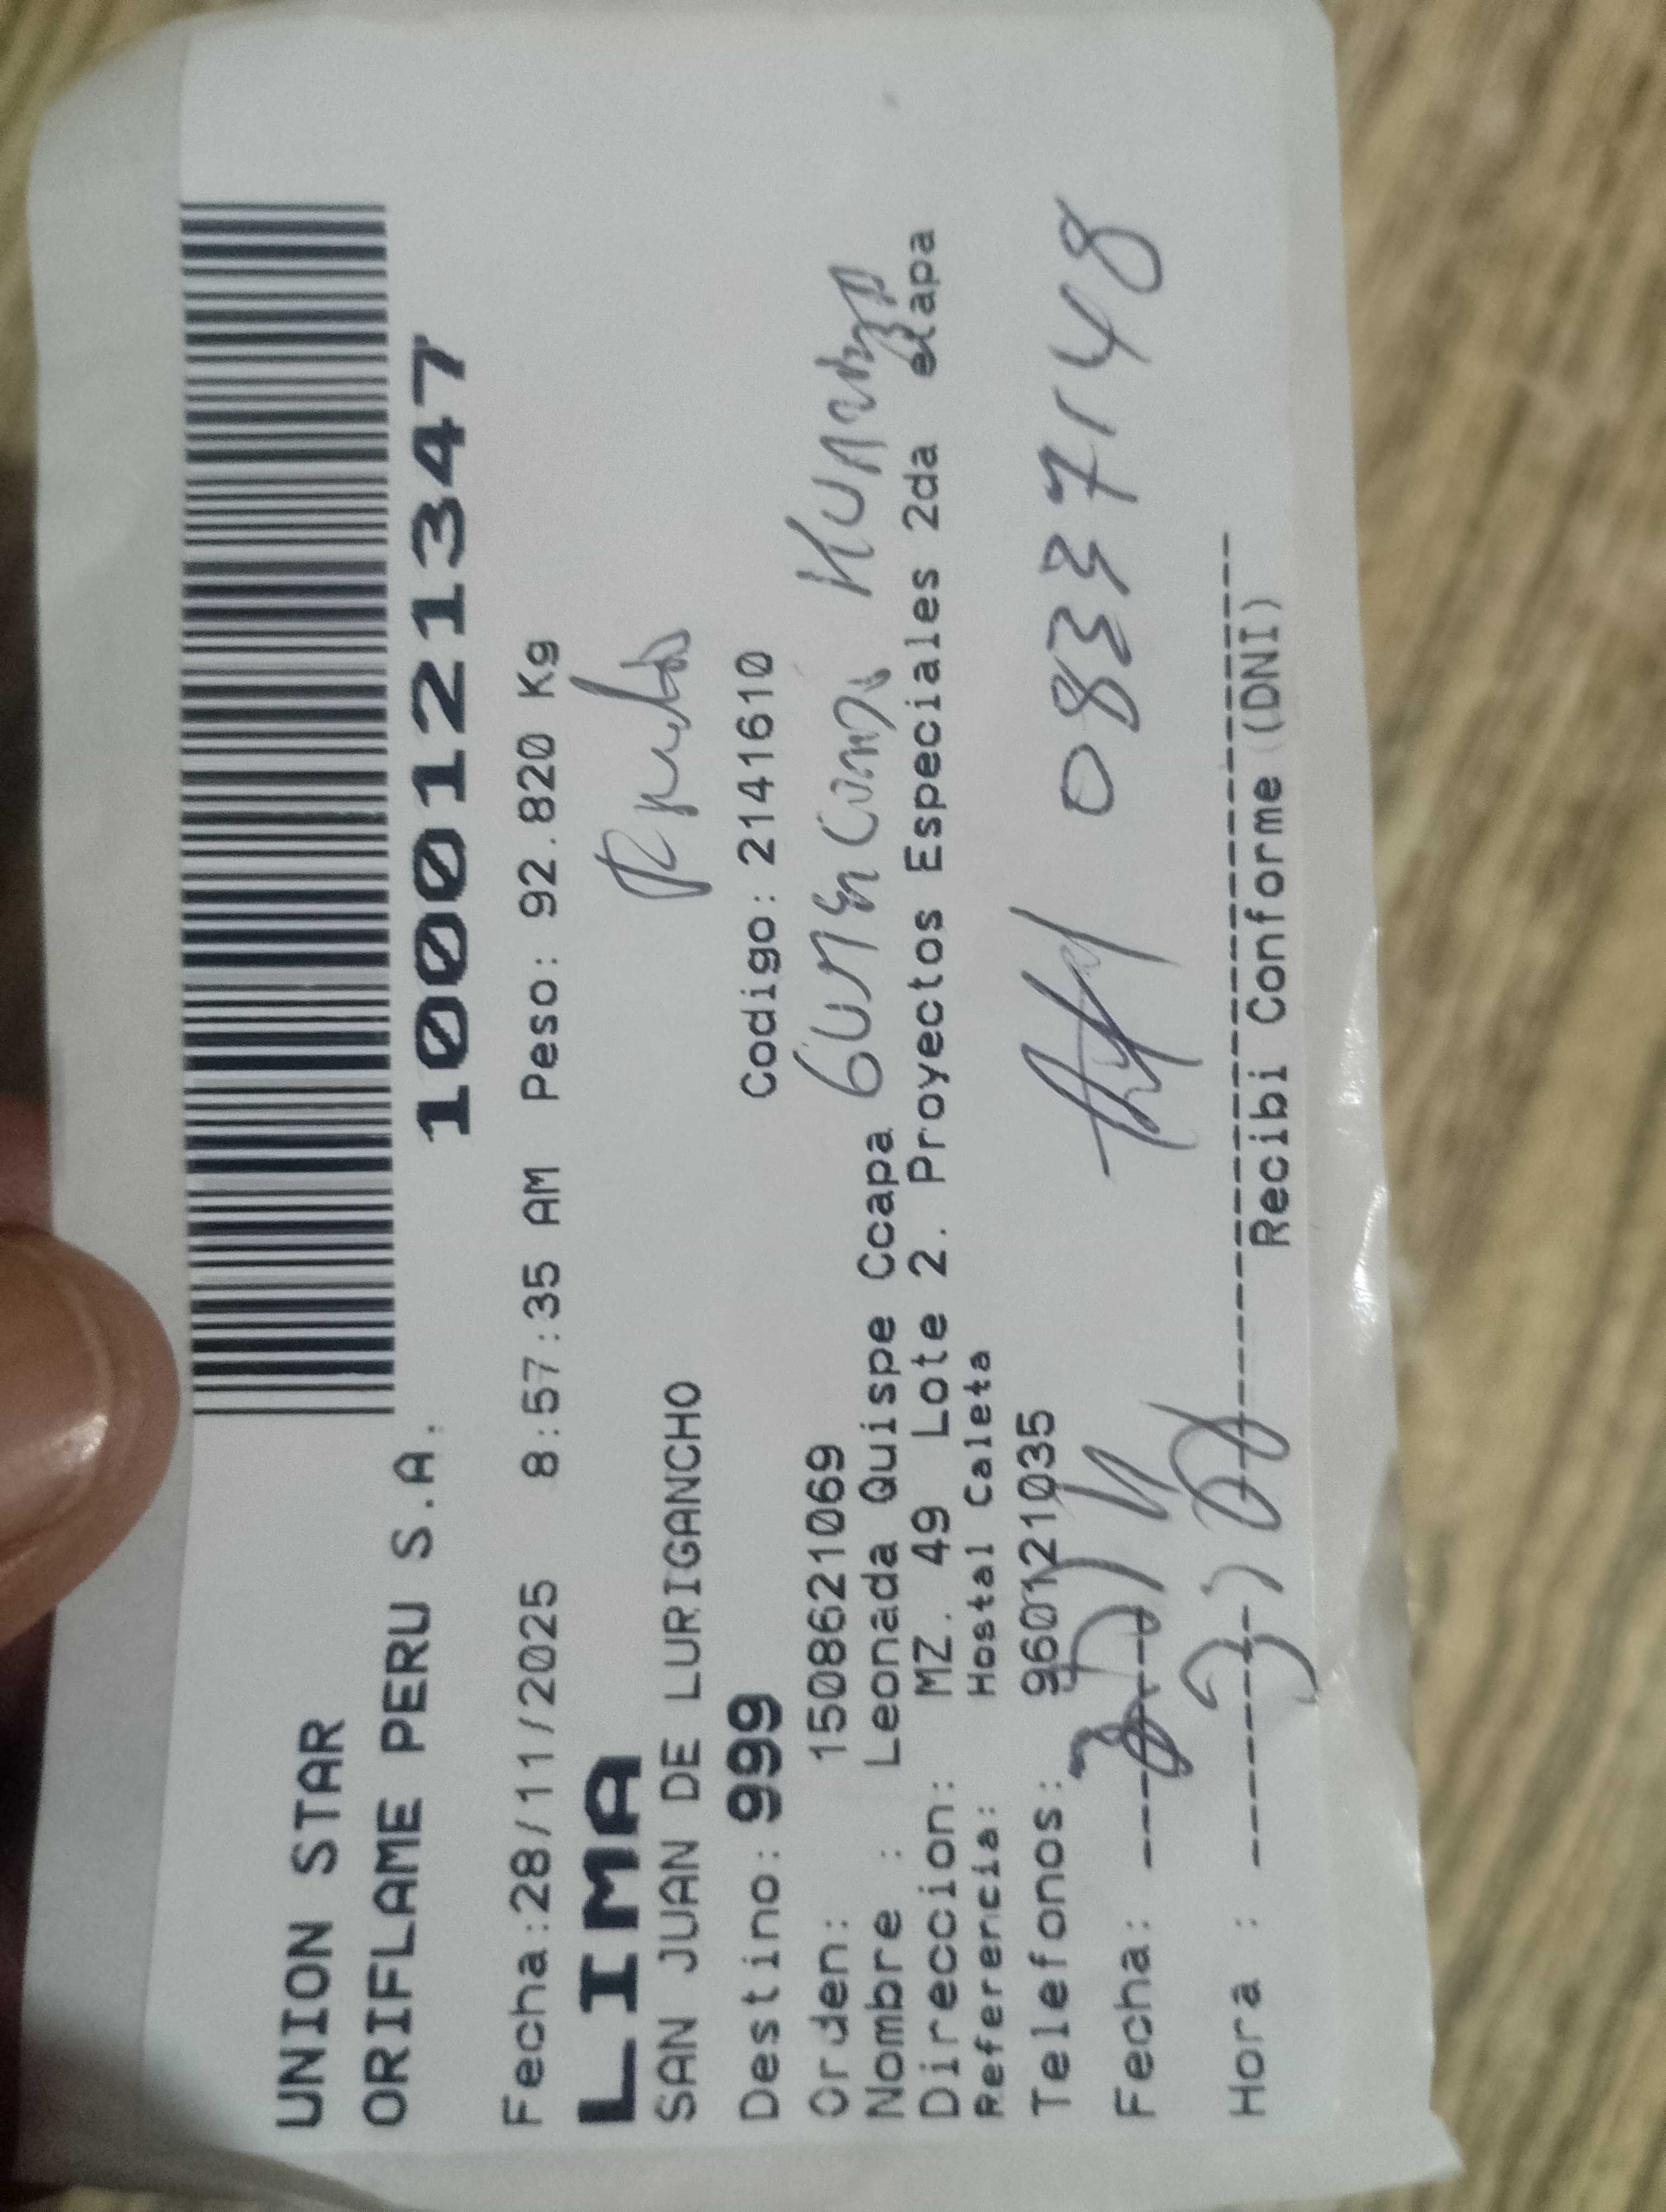 UNION STAR
ORIFLAME PERU S.A.
1000121347
Fecha:28/11/2025 8:57:35 AM Peso: 92.820 Kg
LIMA
SAN JUAN DE LURIGANCHO
Destino: 999 Codigo: 2141610
Orden: 1508621069
Nombre : Leonada Quispe Ccapa
Direccion: MZ. 49 Lote 2. Proyectos Especiales 2da etapa
Referencia: Hostal Caleta
Telefonos: 960121035
08337148
Fecha:
Hora :
Recibi Conforme (DNI)